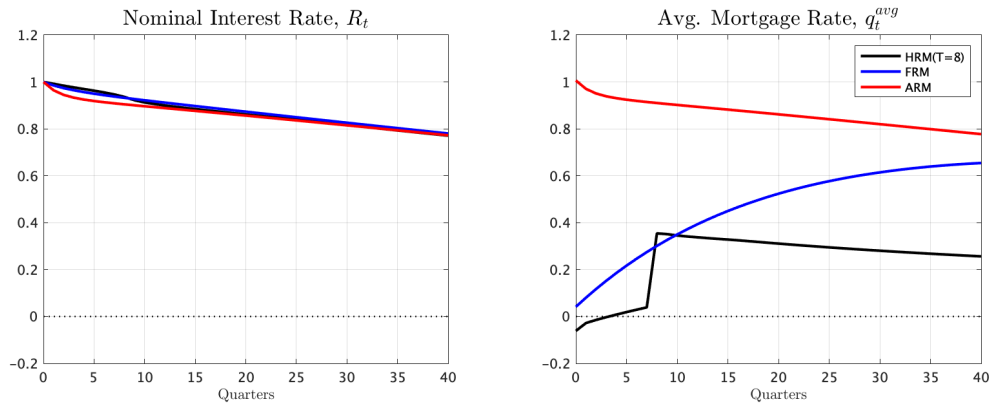 Nominal Interest Rate, R_t
1.2
1
0.8
0.6
0.4
0.2
0
−0.2
0 5 10 15 20 25 30 35 40
Quarters
Avg. Mortgage Rate, q_t^{avg}
1.2
1
0.8
0.6
0.4
0.2
0
−0.2
HRM(T=8)
FRM
ARM
0 5 10 15 20 25 30 35 40
Quarters